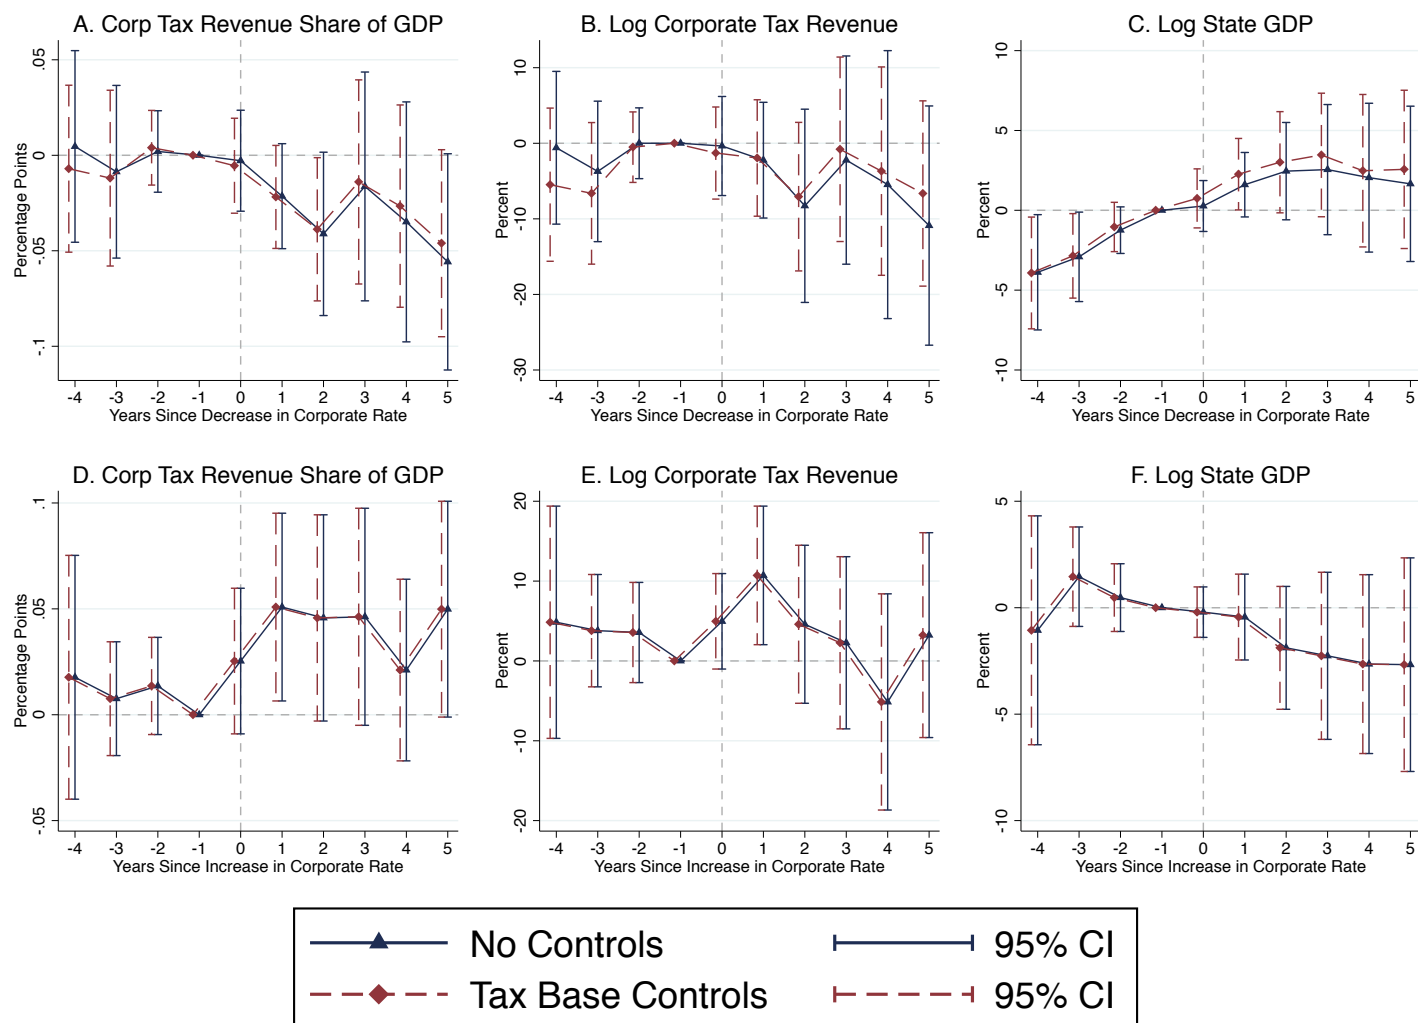 A. Corp Tax Revenue Share of GDP
Percentage Points
.05
0
-.05
-.1
-4 -3 -2 -1 0 1 2 3 4 5
Years Since Decrease in Corporate Rate
B. Log Corporate Tax Revenue
Percent
10
0
-10
-20
-30
-4 -3 -2 -1 0 1 2 3 4 5
Years Since Decrease in Corporate Rate
C. Log State GDP
Percent
10
5
0
-5
-10
-4 -3 -2 -1 0 1 2 3 4 5
Years Since Decrease in Corporate Rate
D. Corp Tax Revenue Share of GDP
Percentage Points
.1
.05
0
-.05
-4 -3 -2 -1 0 1 2 3 4 5
Years Since Increase in Corporate Rate
E. Log Corporate Tax Revenue
Percent
20
10
0
-10
-20
-4 -3 -2 -1 0 1 2 3 4 5
Years Since Increase in Corporate Rate
F. Log State GDP
Percent
5
0
-5
-10
-4 -3 -2 -1 0 1 2 3 4 5
Years Since Increase in Corporate Rate
No Controls 95% CI
Tax Base Controls 95% CI